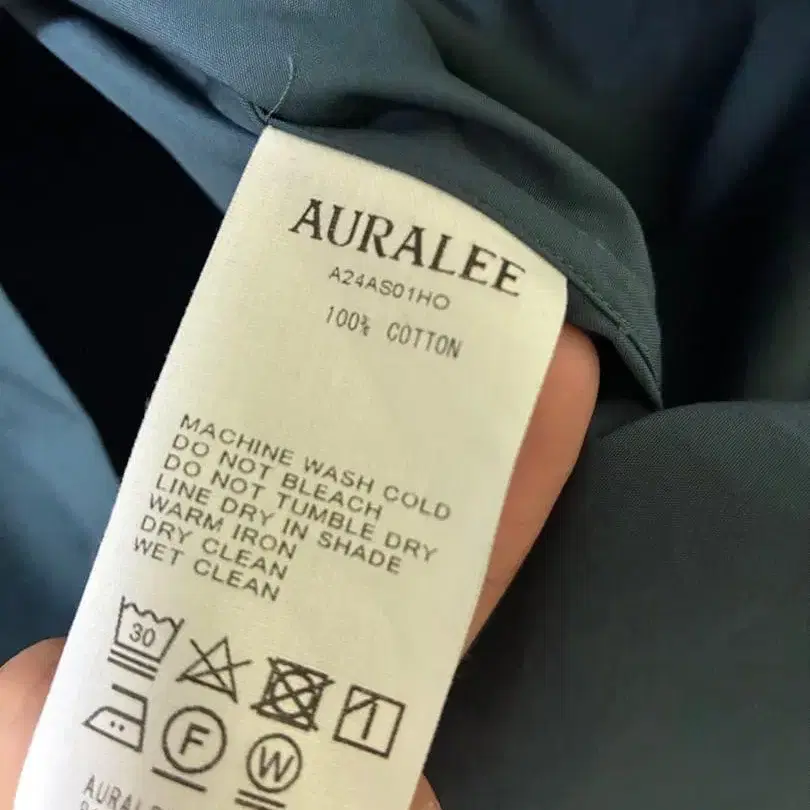 AURALEE
A24AS01HO
100% COTTON
MACHINE WASH COLD
DO NOT BLEACH
DO NOT TUMBLE DRY
LINE DRY IN SHADE
WARM IRON
DRY CLEAN
WET CLEAN
30
F
W